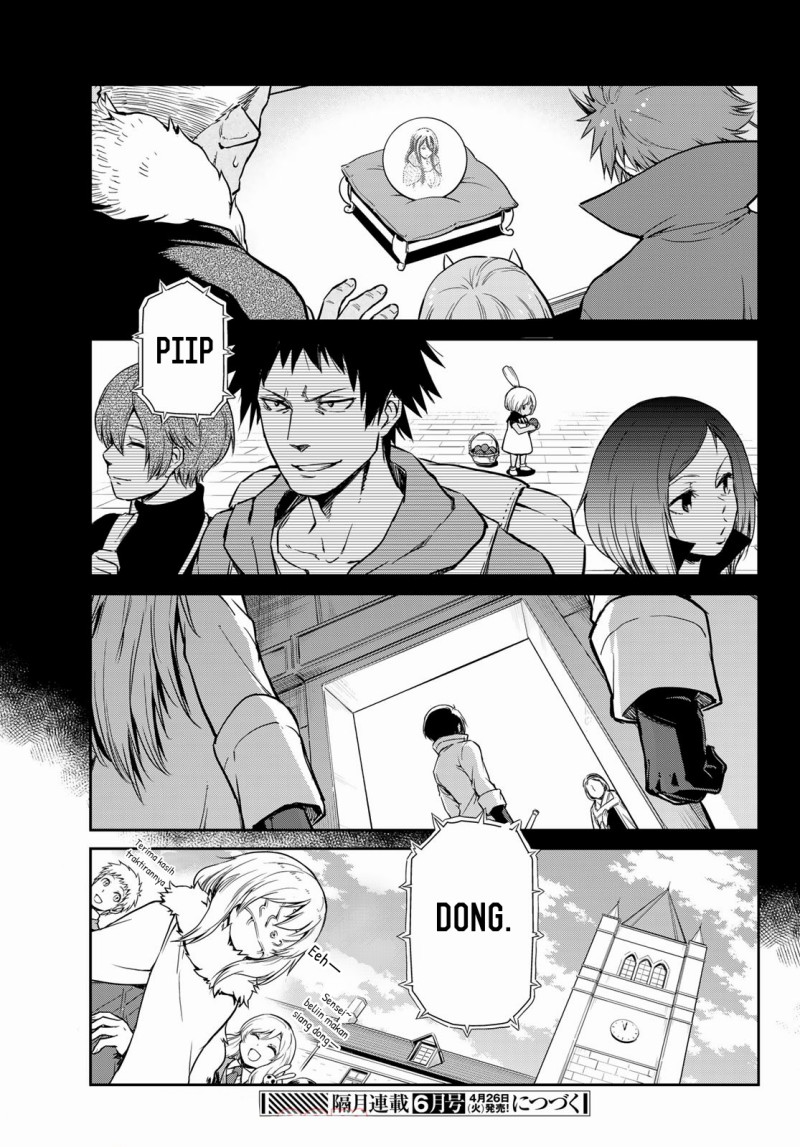 PIIP
DONG.
Terima kasih
traktirannya~
Eeh—
Sensei~
beliin makan
siang dong~
隔月連載6月号4月26日(火)発売!につづく